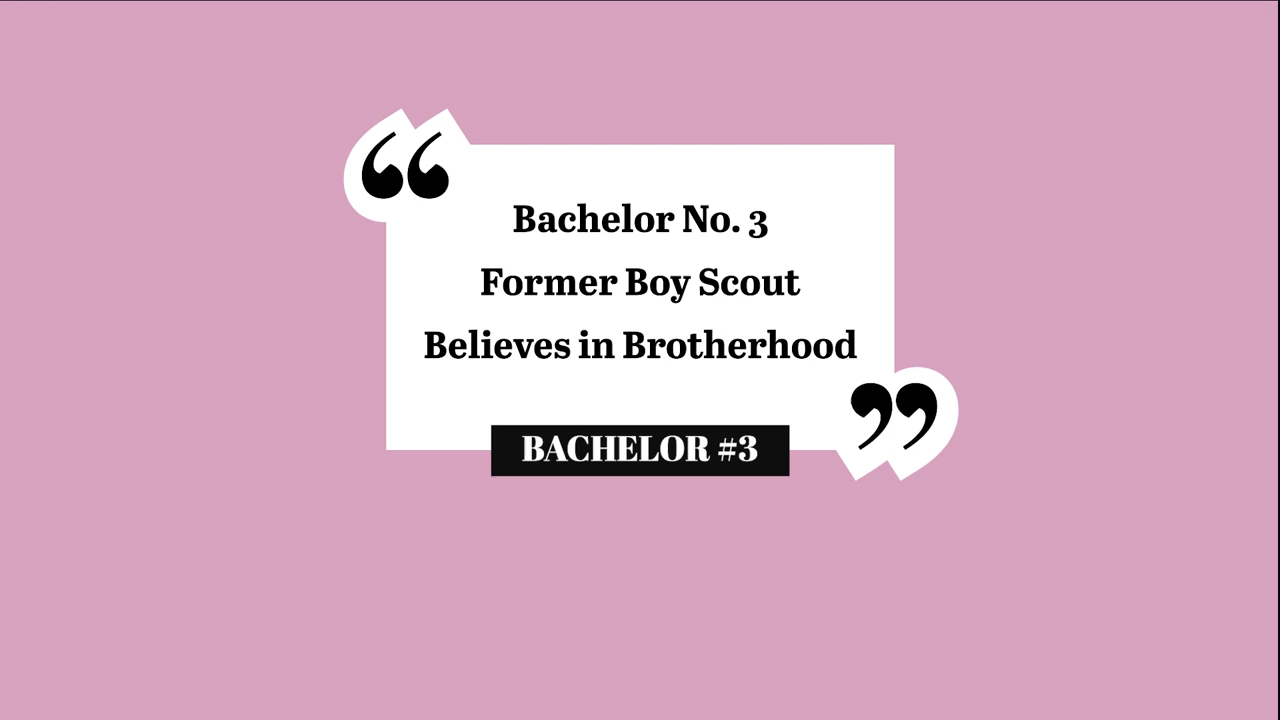 “
Bachelor No. 3
Former Boy Scout
Believes in Brotherhood
”
BACHELOR #3